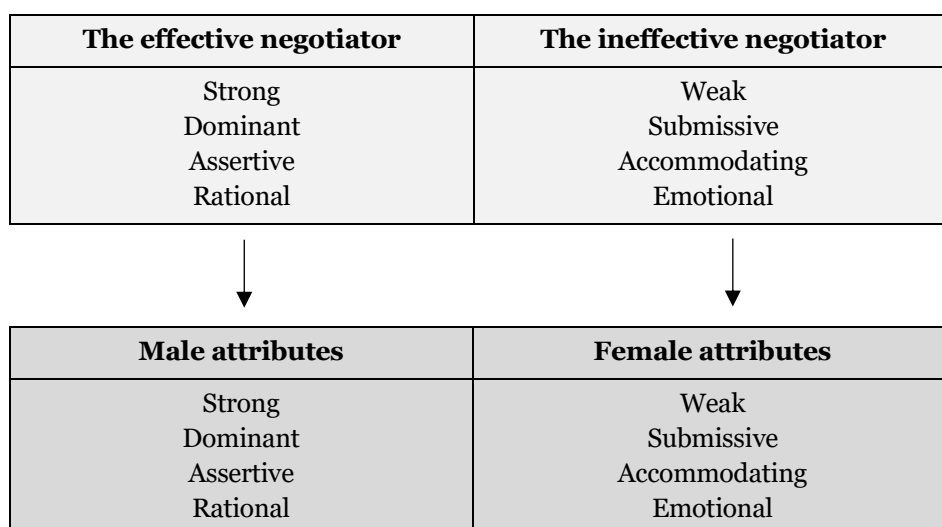 The effective negotiator The ineffective negotiator
Strong Weak
Dominant Submissive
Assertive Accommodating
Rational Emotional
Male attributes Female attributes
Strong Weak
Dominant Submissive
Assertive Accommodating
Rational Emotional